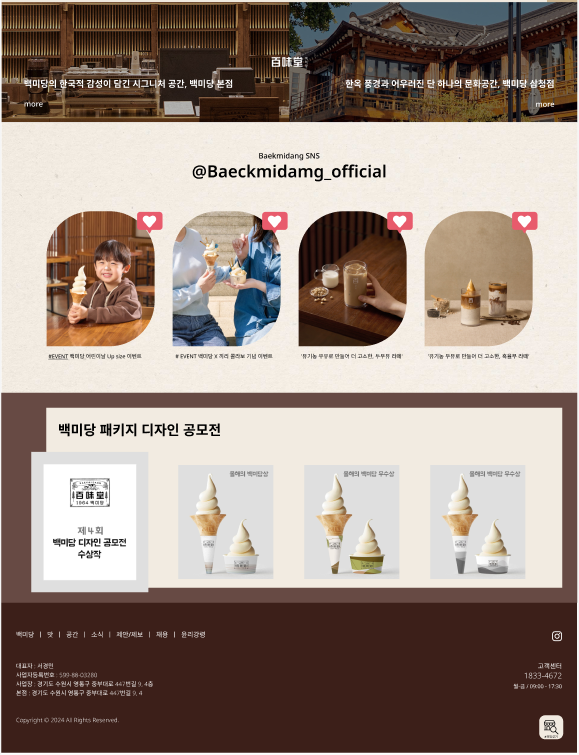 百味堂
백미당의 한국적 감성이 담긴 시그니처 공간, 백미당 본점
한옥 풍경과 어우러진 단 하나의 문화공간, 백미당 삼청점
more
more
Baekmidang SNS
@Baeckmidamg_official
#EVENT 백미당 어린이날 Up size 이벤트
# EVENT 백미당 X 끼리 콜라보 기념 이벤트
'유기농 우유로 만들어 더 고소한, 두루유 라떼'
'유기농 우유로 만들어 더 고소한, 흑율무 라떼'
백미당 패키지 디자인 공모전
百味堂
1964 백미당
제4회
백미당 디자인 공모전
수상작
올해의 백미당상
올해의 백미당 우수상
올해의 백미당 우수상
백미당 | 맛 | 공간 | 소식 | 제안/제보 | 채용 | 윤리강령
대표자 : 서경민
사업자등록번호 : 599-86-03280
사업장 : 경기도 수원시 영통구 중부대로 447번길 4, 4층
본점 : 경기도 수원시 영통구 중부대로 447번길 9, 4
고객센터
1833-4672
월-금 / 09:00 - 17:30
Copyright © 2024 All Rights Reserved.